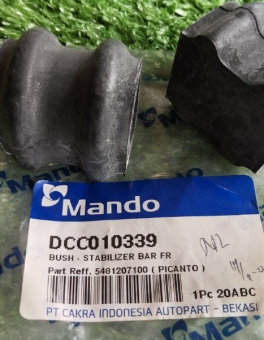 Mando
DCC010339
BUSH - STABILIZER BAR FR
Part Reff. 5481207100 ( PICANTO )
1Pc 20ABC
PT CAKRA INDONESIA AUTOPART - BEKASI